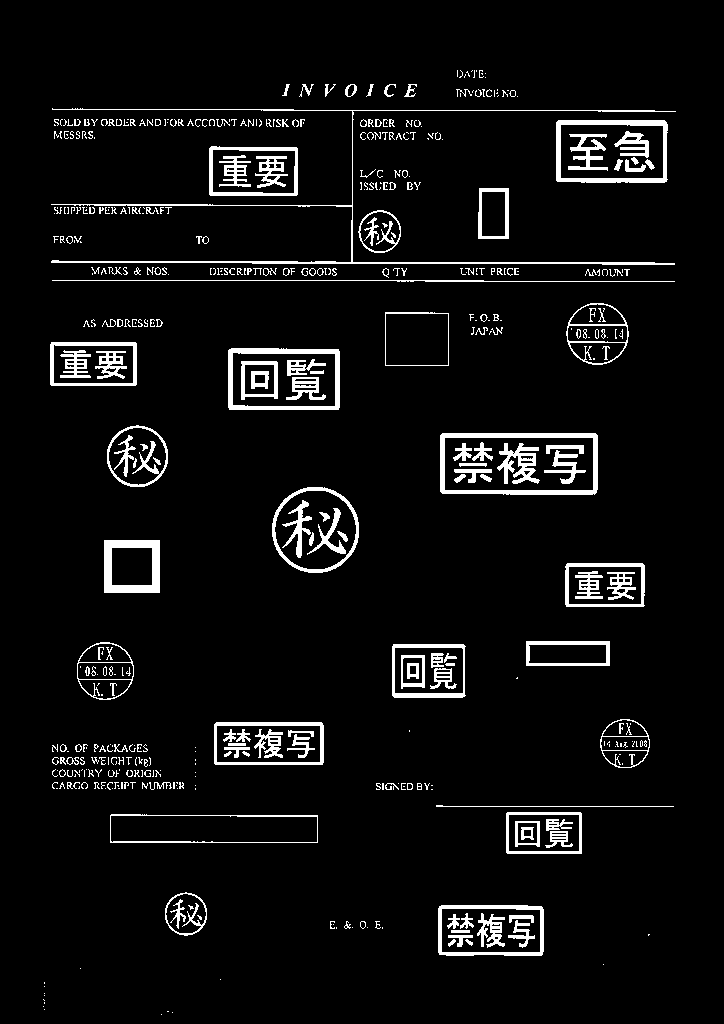 DATE:
INVOICE
INVOICE NO.
SOLD BY ORDER AND FOR ACCOUNT AND RISK OF
MESSRS.
ORDER NO.
CONTRACT NO.
至急
重要
L/C NO.
ISSUED BY
SHIPPED PER AIRCRAFT
秘
FROM
TO
MARKS & NOS.
DESCRIPTION OF GOODS
Q'TY
UNIT PRICE
AMOUNT
AS ADDRESSED
F. O. B.
JAPAN
FX
'08. 08. 14
K. T
重要
回覧
秘
禁複写
秘
重要
FX
'08. 08. 14
K. T
回覧
禁複写
FX
14 Aug 2008
K. T
NO. OF PACKAGES :
GROSS WEIGHT (kg) :
COUNTRY OF ORIGIN :
CARGO RECEIPT NUMBER :
SIGNED BY:
回覧
秘
E. & O. E.
禁複写